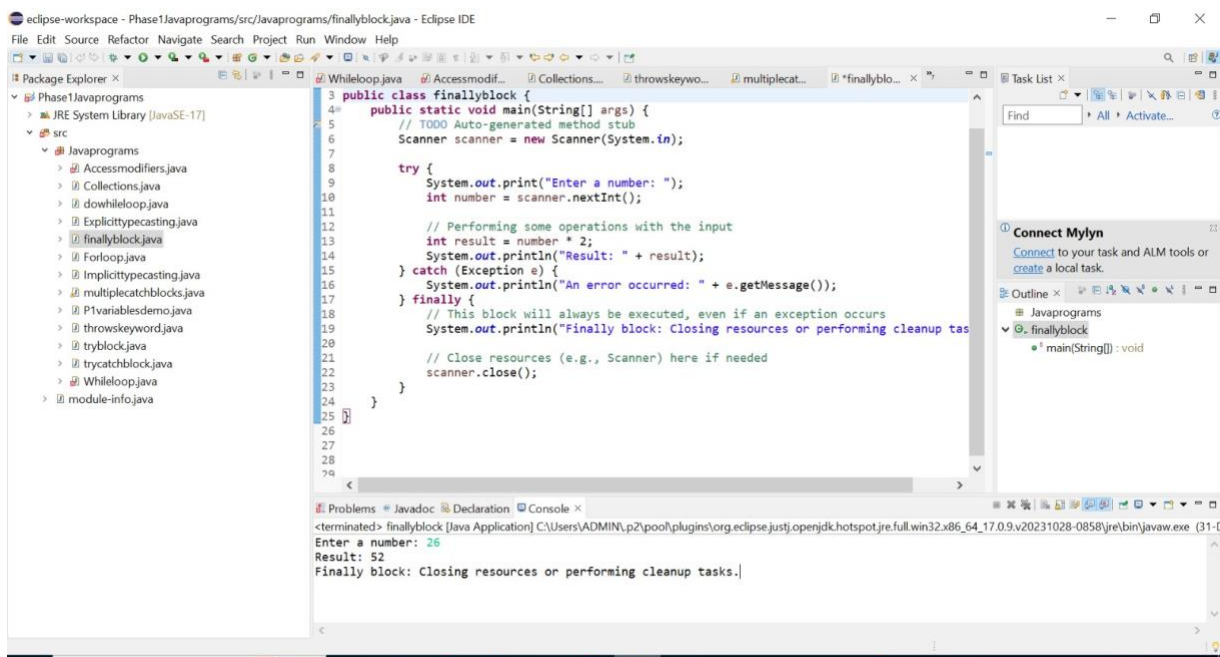 eclipse-workspace - Phase1Javaprograms/src/Javaprograms/finallyblock.java - Eclipse IDE
File Edit Source Refactor Navigate Search Project Run Window Help
Package Explorer
Phase1Javaprograms
JRE System Library [JavaSE-17]
src
Javaprograms
Accessmodifiers.java
Collections.java
dowhileloop.java
Explicittypecasting.java
finallyblock.java
Forloop.java
Implicittypecasting.java
multiplecatchblocks.java
P1variablesdemo.java
throwskeyword.java
tryblock.java
trycatchblock.java
Whileloop.java
module-info.java
Whileloop.java Accessmodif... Collections.... throwskeywo... multiplecat... *finallyblo...
3 public class finallyblock {
4 public static void main(String[] args) {
5 // TODO Auto-generated method stub
6 Scanner scanner = new Scanner(System.in);
7
8 try {
9 System.out.print("Enter a number: ");
10 int number = scanner.nextInt();
11
12 // Performing some operations with the input
13 int result = number * 2;
14 System.out.println("Result: " + result);
15 } catch (Exception e) {
16 System.out.println("An error occurred: " + e.getMessage());
17 } finally {
18 // This block will always be executed, even if an exception occurs
19 System.out.println("Finally block: Closing resources or performing cleanup tas
20
21 // Close resources (e.g., Scanner) here if needed
22 scanner.close();
23 }
24 }
25 }
26
27
28
29
Task List
Find All Activate...
Connect Mylyn
Connect to your task and ALM tools or
create a local task.
Outline
Javaprograms
finallyblock
main(String[]) : void
Problems Javadoc Declaration Console
<terminated> finallyblock [Java Application] C:\Users\ADMIN\.p2\pool\plugins\org.eclipse.justj.openjdk.hotspot.jre.full.win32.x86_64_17.0.9.v20231028-0858\jre\bin\javaw.exe (31-D
Enter a number: 26
Result: 52
Finally block: Closing resources or performing cleanup tasks.